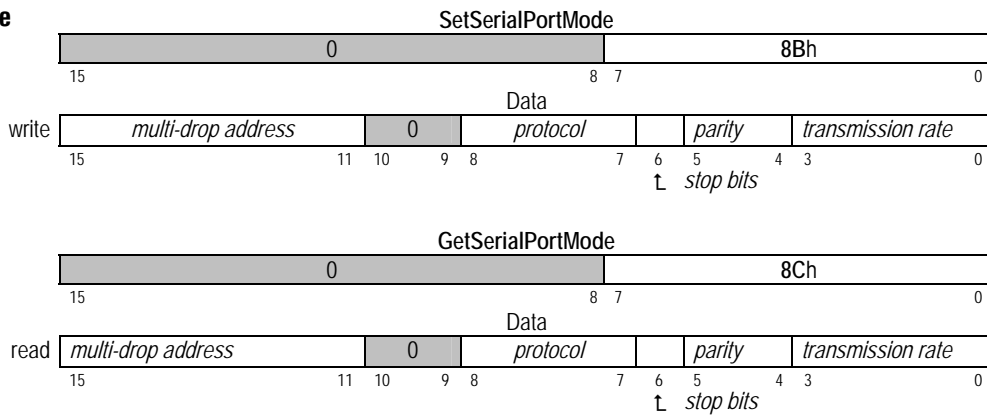 e
SetSerialPortMode
0 8Bh
15 8 7 0
Data
write multi-drop address 0 protocol parity transmission rate
15 11 10 9 8 7 6 5 4 3 0
↑ stop bits
GetSerialPortMode
0 8Ch
15 8 7 0
Data
read multi-drop address 0 protocol parity transmission rate
15 11 10 9 8 7 6 5 4 3 0
↑ stop bits